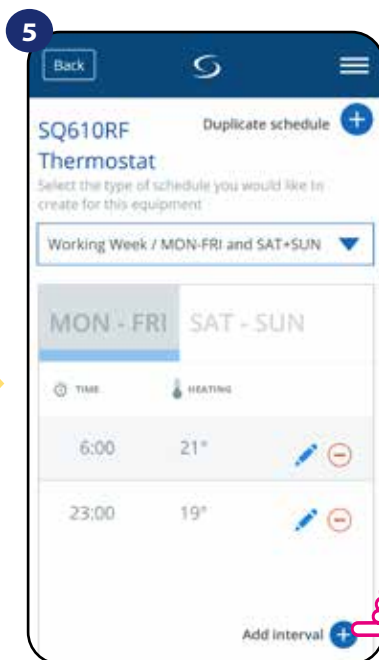 5
Back
SQ610RF
Thermostat
Duplicate schedule
Select the type of schedule you would like to
create for this equipment
Working Week / MON-FRI and SAT+SUN
MON - FRI SAT - SUN
TIME HEATING
6:00 21°
23:00 19°
Add interval